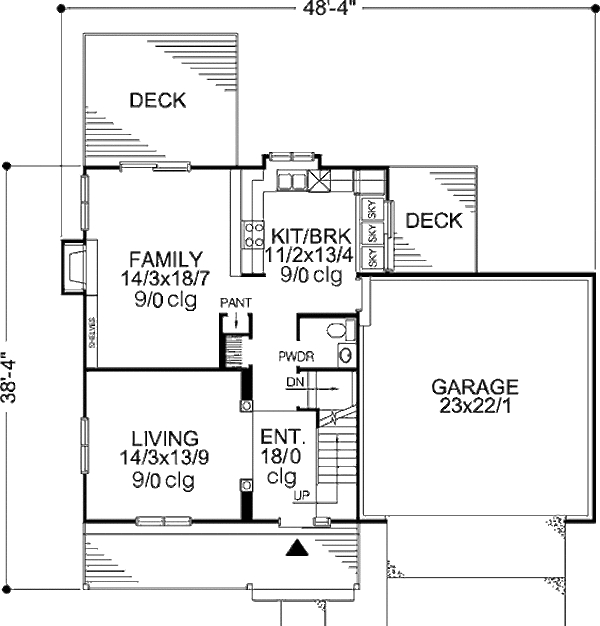 48'-4"
DECK
SKY
SKY
SKY
DECK
KIT/BRK
11/2x13/4
9/0 clg
FAMILY
14/3x18/7
9/0 clg
PANT
SHELVES
PWDR
38'-4"
DN
GARAGE
23x22/1
LIVING
14/3x13/9
9/0 clg
ENT.
18/0
clg
UP